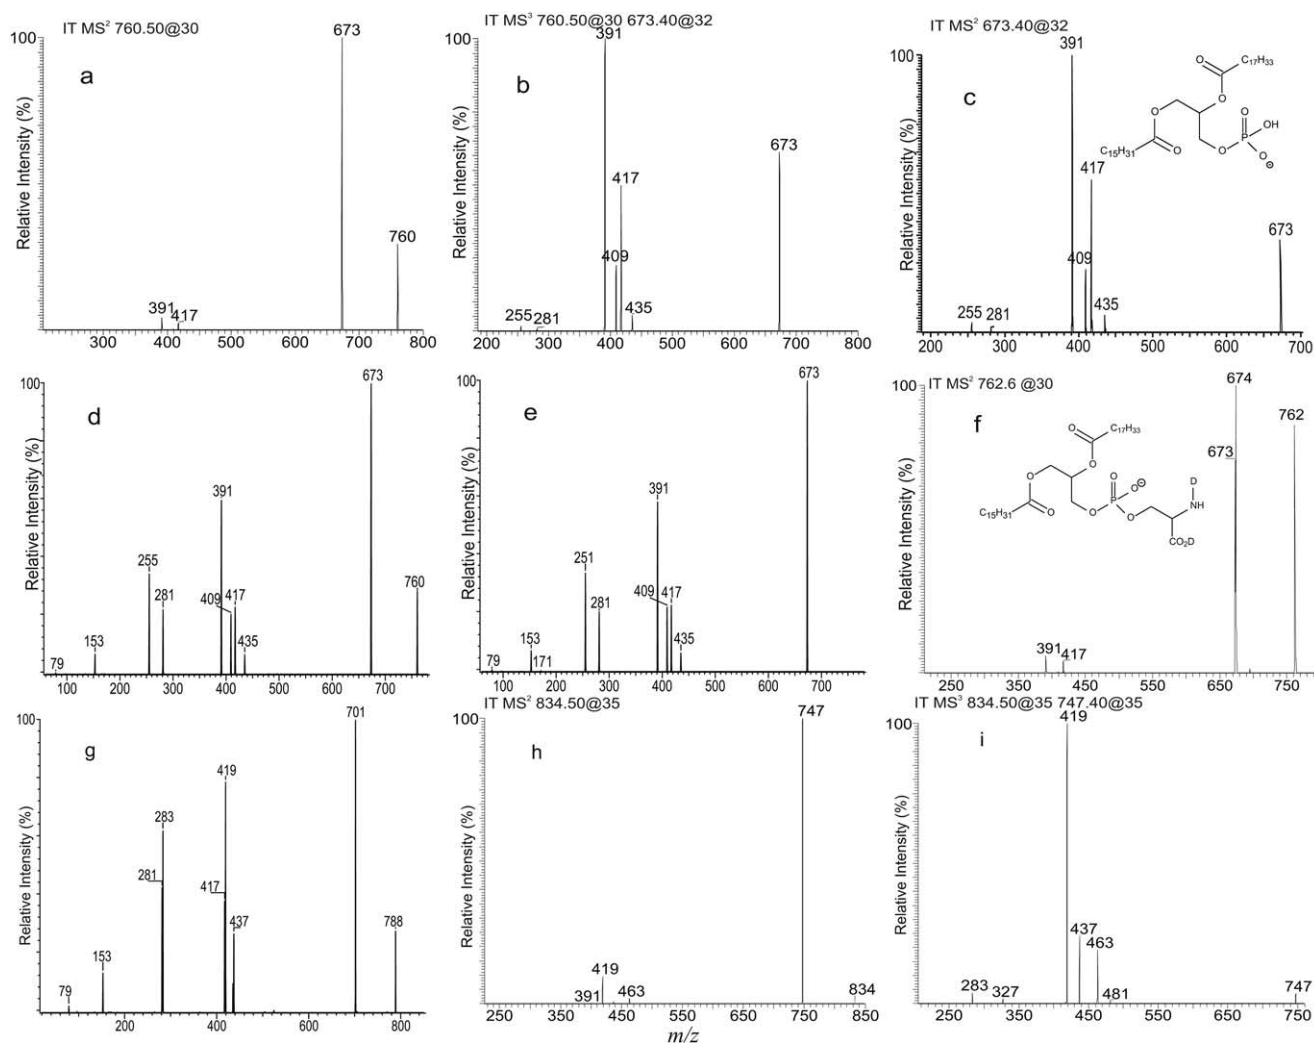 IT MS² 760.50@30
a
Relative Intensity (%)
100
673
760
391
417
300 400 500 600 700 800
IT MS³ 760.50@30 673.40@32
b
Relative Intensity (%)
100
391
673
417
409
435
255
281
200 300 400 500 600 700 800
IT MS² 673.40@32
c
Relative Intensity (%)
100
391
417
673
409
435
255
281
200 300 400 500 600 700
O
C₁₇H₃₃
O
O
O
P
OH
O
O
⊖
C₁₅H₃₁
O
d
Relative Intensity (%)
100
673
391
255
281
409
417
760
153
435
79
100 200 300 400 500 600 700
e
Relative Intensity (%)
100
673
391
251
281
409
417
153
171
435
79
100 200 300 400 500 600 700
IT MS² 762.6 @30
f
Relative Intensity (%)
100
674
762
673
391
417
250 350 450 550 650 750
O
C₁₇H₃₃
O
O
O
O
⊖
D
P
NH
C₁₅H₃₁
O
O
O
CO₂D
g
Relative Intensity (%)
100
701
419
283
281
417
437
788
153
79
200 400 600 800
IT MS² 834.50@35
h
Relative Intensity (%)
100
747
419
391
463
834
250 350 450 550 650 750 850
m/z
IT MS³ 834.50@35 747.40@35
i
Relative Intensity (%)
100
419
437
463
283
327
481
747
250 350 450 550 650 750